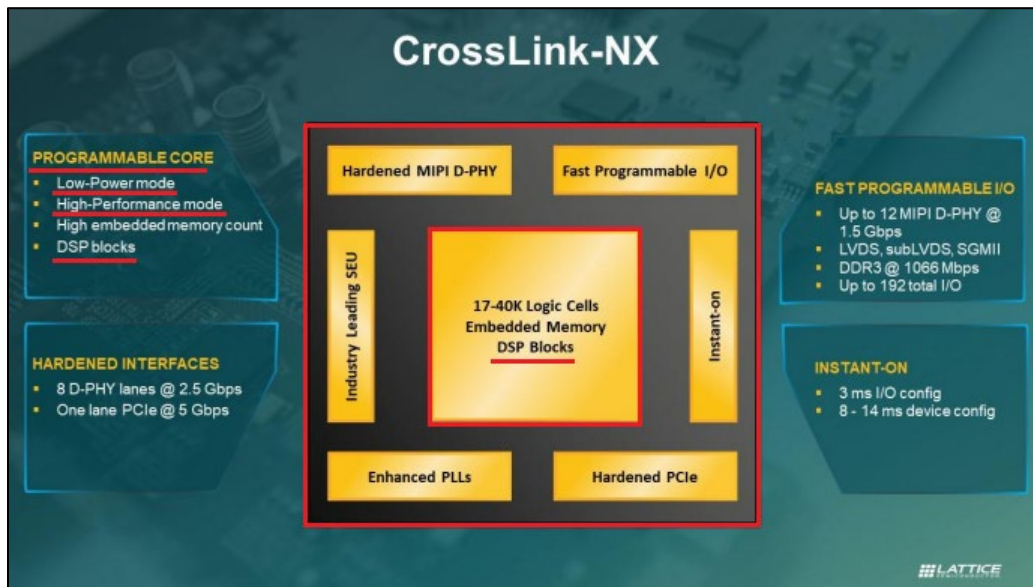 CrossLink-NX
PROGRAMMABLE CORE
Low-Power mode
High-Performance mode
High embedded memory count
DSP blocks
HARDENED INTERFACES
8 D-PHY lanes @ 2.5 Gbps
One lane PCIe @ 5 Gbps
Hardened MIPI D-PHY
Fast Programmable I/O
Industry Leading SEU
17-40K Logic Cells
Embedded Memory
DSP Blocks
Instant-on
Enhanced PLLs
Hardened PCIe
FAST PROGRAMMABLE I/O
Up to 12 MIPI D-PHY @
1.5 Gbps
LVDS, subLVDS, SGMII
DDR3 @ 1066 Mbps
Up to 192 total I/O
INSTANT-ON
3 ms I/O config
8 - 14 ms device config
LATTICE
SEMICONDUCTOR